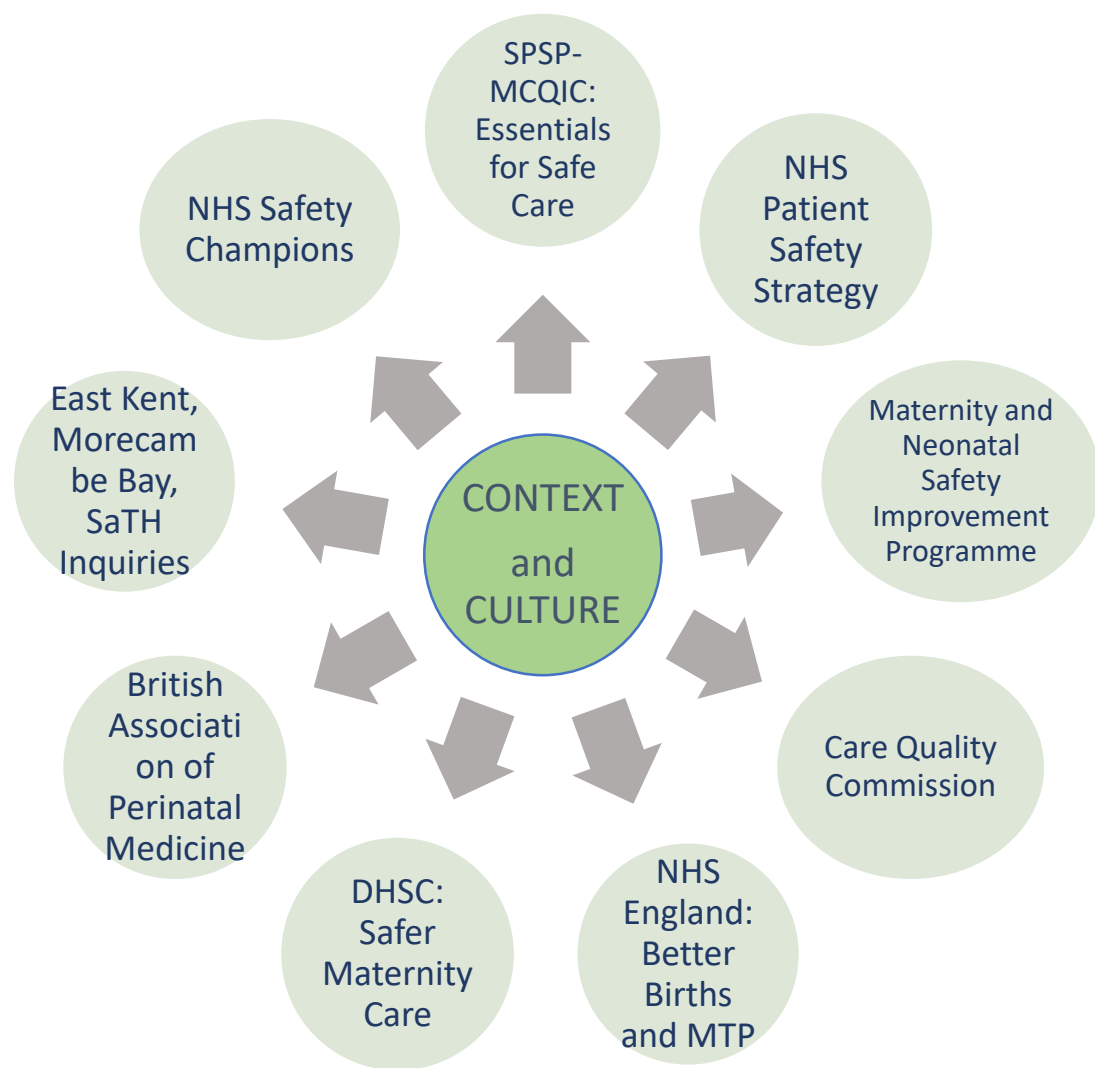 SPSP-
MCQIC:
Essentials
for Safe
Care
NHS
Patient
Safety
Strategy
Maternity and
Neonatal
Safety
Improvement
Programme
Care Quality
Commission
NHS
England:
Better
Births
and MTP
DHSC:
Safer
Maternity
Care
British
Associati
on of
Perinatal
Medicine
East Kent,
Morecam
be Bay,
SaTH
Inquiries
NHS Safety
Champions
CONTEXT
and
CULTURE